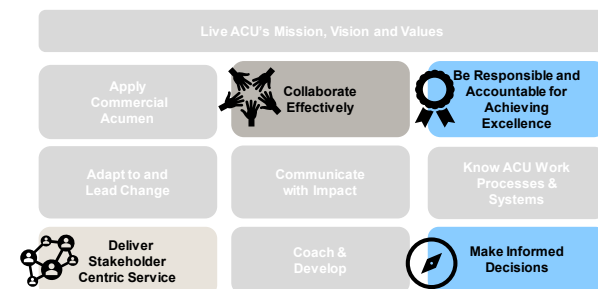 Live ACU's Mission, Vision and Values
Apply
Commercial
Acumen
Collaborate
Effectively
Be Responsible and
Accountable for
Achieving
Excellence
Adapt to and
Lead Change
Communicate
with Impact
Know ACU Work
Processes &
Systems
Deliver
Stakeholder
Centric Service
Coach &
Develop
Make Informed
Decisions